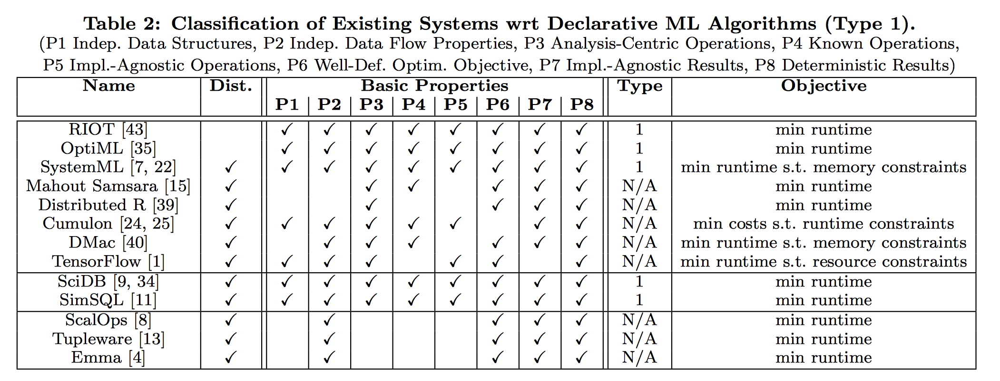 Table 2: Classification of Existing Systems wrt Declarative ML Algorithms (Type 1).
(P1 Indep. Data Structures, P2 Indep. Data Flow Properties, P3 Analysis-Centric Operations, P4 Known Operations,
P5 Impl.-Agnostic Operations, P6 Well-Def. Optim. Objective, P7 Impl.-Agnostic Results, P8 Deterministic Results)
Name Dist. Basic Properties Type Objective
P1 P2 P3 P4 P5 P6 P7 P8
RIOT [43] ✓ ✓ ✓ ✓ ✓ ✓ ✓ ✓ 1 min runtime
OptiML [35] ✓ ✓ ✓ ✓ ✓ ✓ ✓ ✓ 1 min runtime
SystemML [7, 22] ✓ ✓ ✓ ✓ ✓ ✓ ✓ ✓ ✓ 1 min runtime s.t. memory constraints
Mahout Samsara [15] ✓ ✓ ✓ ✓ ✓ ✓ N/A min runtime
Distributed R [39] ✓ ✓ ✓ ✓ ✓ N/A min runtime
Cumulon [24, 25] ✓ ✓ ✓ ✓ ✓ ✓ ✓ ✓ N/A min costs s.t. runtime constraints
DMac [40] ✓ ✓ ✓ ✓ ✓ ✓ ✓ N/A min runtime s.t. memory constraints
TensorFlow [1] ✓ ✓ ✓ ✓ ✓ ✓ ✓ N/A min runtime s.t. resource constraints
SciDB [9, 34] ✓ ✓ ✓ ✓ ✓ ✓ ✓ ✓ ✓ 1 min runtime
SimSQL [11] ✓ ✓ ✓ ✓ ✓ ✓ ✓ ✓ ✓ 1 min runtime
ScalOps [8] ✓ ✓ ✓ ✓ ✓ N/A min runtime
Tupleware [13] ✓ ✓ ✓ ✓ ✓ N/A min runtime
Emma [4] ✓ ✓ ✓ ✓ ✓ N/A min runtime